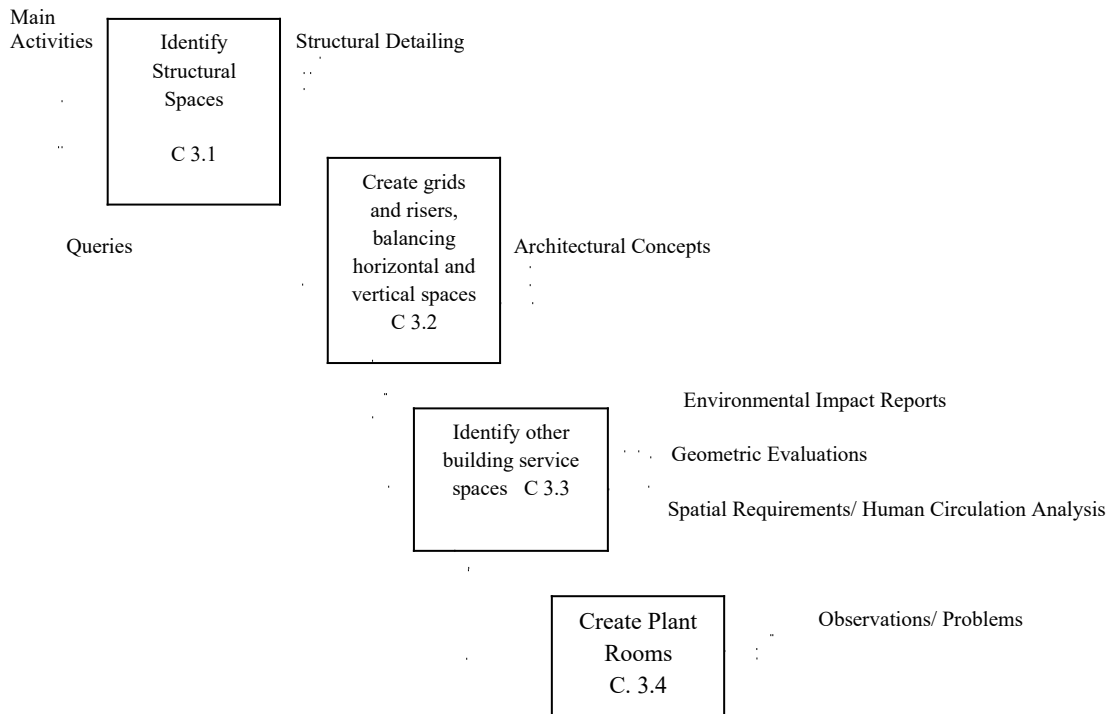 Main
Activities
Identify
Structural
Spaces
C 3.1
Structural Detailing
Queries
Create grids
and risers,
balancing
horizontal and
vertical spaces
C 3.2
Architectural Concepts
Environmental Impact Reports
Identify other
building service
spaces C 3.3
Geometric Evaluations
Spatial Requirements/ Human Circulation Analysis
Create Plant
Rooms
C. 3.4
Observations/ Problems